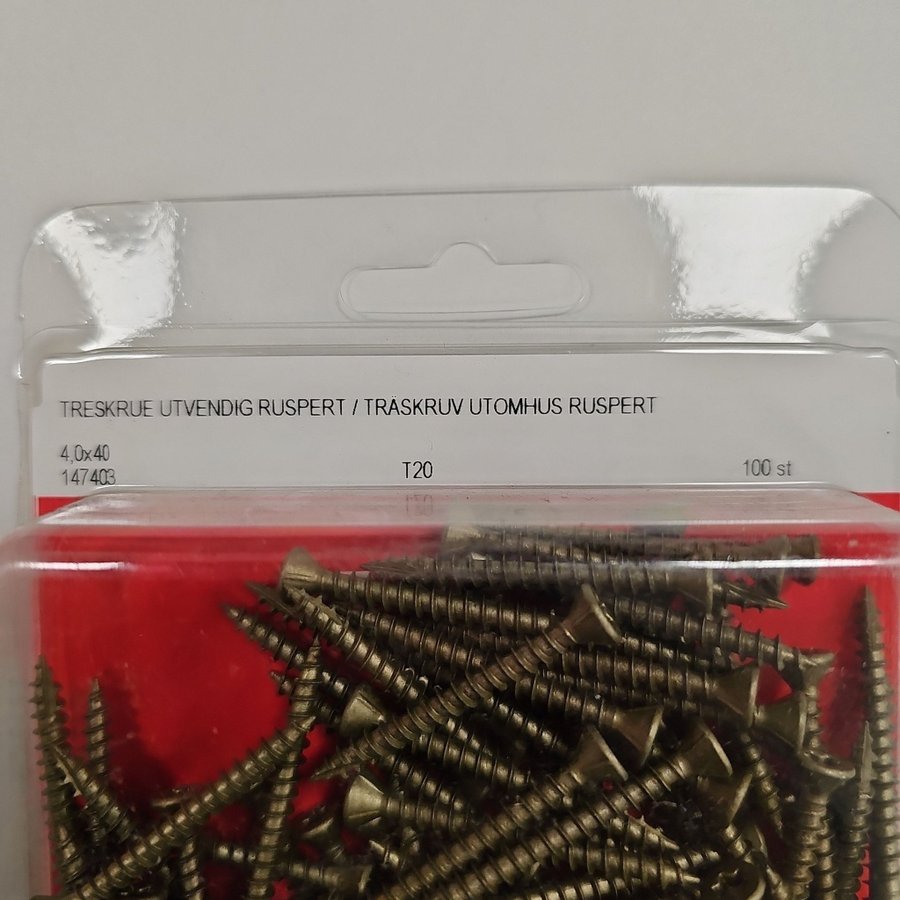 TRESKRUE UTVENDIG RUSPERT / TRÄSKRUV UTOMHUS RUSPERT
4,0x40
147403
T20
100 st